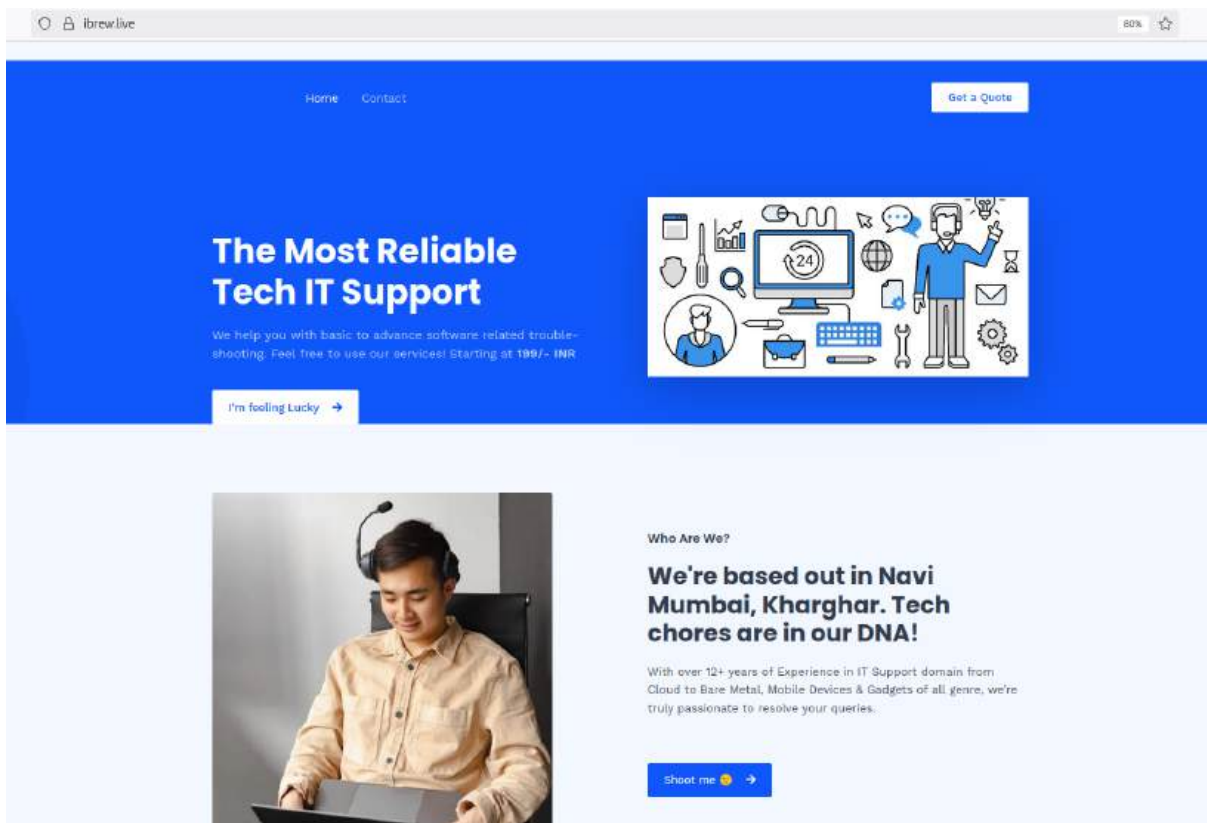 ibrew.live
80%
Home Contact
Get a Quote
24
The Most Reliable
Tech IT Support
We help you with basic to advance software related trouble-
shooting. Feel free to use our services! Starting at 199/- INR
I'm feeling Lucky →
Who Are We?
We're based out in Navi
Mumbai, Kharghar. Tech
chores are in our DNA!
With over 12+ years of Experience in IT Support domain from
Cloud to Bare Metal, Mobile Devices & Gadgets of all genre, we're
truly passionate to resolve your queries.
Shoot me 🙂 →